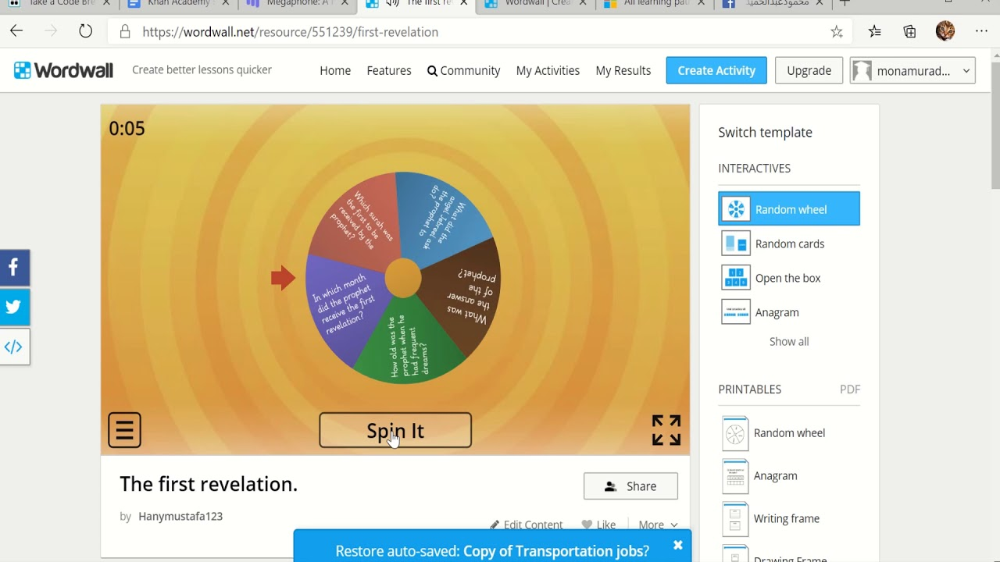 Take a Code Bre
Khan Academy
Megaphone: A
The first re
Wordwall | Crea
All learning pat
محمودعبدالحميد
https://wordwall.net/resource/551239/first-revelation
Wordwall
Create better lessons quicker
Home
Features
Community
My Activities
My Results
Create Activity
Upgrade
monamurad...
0:05
Which surah was
the first to be
received by the
prophet?
What did the
angel Jebreel ask
the prophet to
do?
What was
the answer
of the
prophet?
How old was the
prophet when he
had frequent
dreams?
In which month
did the prophet
receive the first
revelation?
Spin It
The first revelation.
by Hanymustafa123
Share
Edit Content
Like
More
Restore auto-saved: Copy of Transportation jobs?
Switch template
INTERACTIVES
Random wheel
Random cards
Open the box
Anagram
Show all
PRINTABLES
PDF
Random wheel
Anagram
Writing frame
Drawing Frame